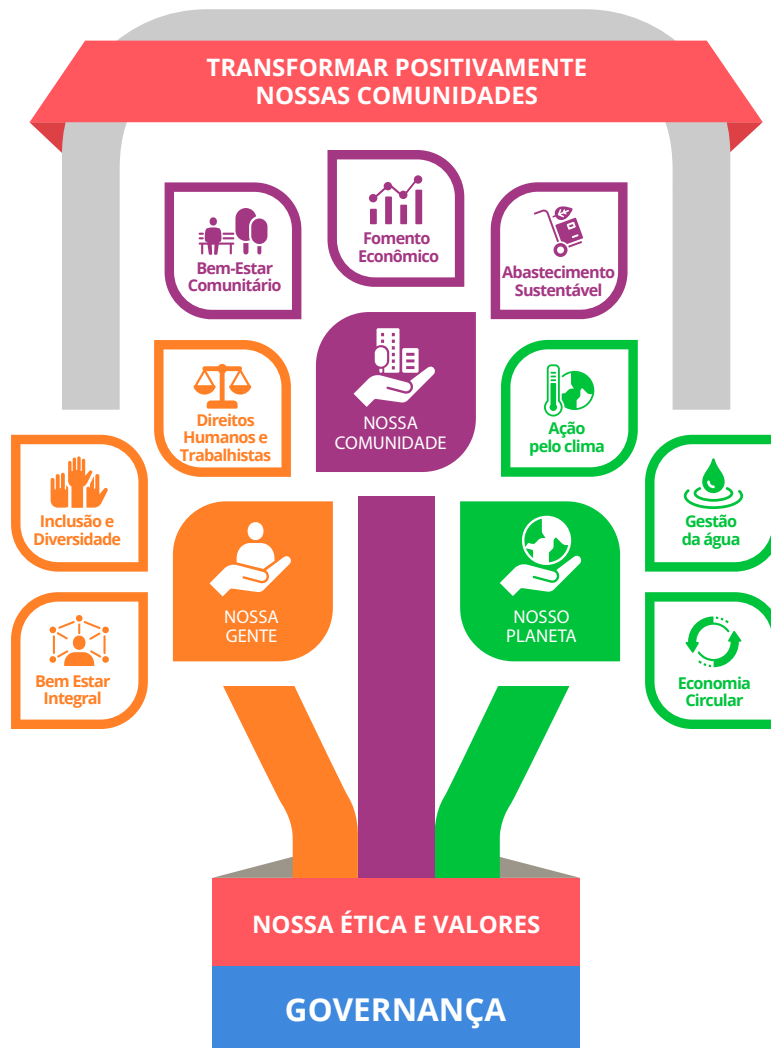 TRANSFORMAR POSITIVAMENTE
NOSSAS COMUNIDADES
Fomento
Econômico
Bem-Estar
Comunitário
Abastecimento
Sustentável
NOSSA
COMUNIDADE
Direitos
Humanos e
Trabalhistas
Ação
pelo clima
Inclusão e
Diversidade
Gestão
da água
NOSSA
GENTE
NOSSO
PLANETA
Bem Estar
Integral
Economia
Circular
NOSSA ÉTICA E VALORES
GOVERNANÇA